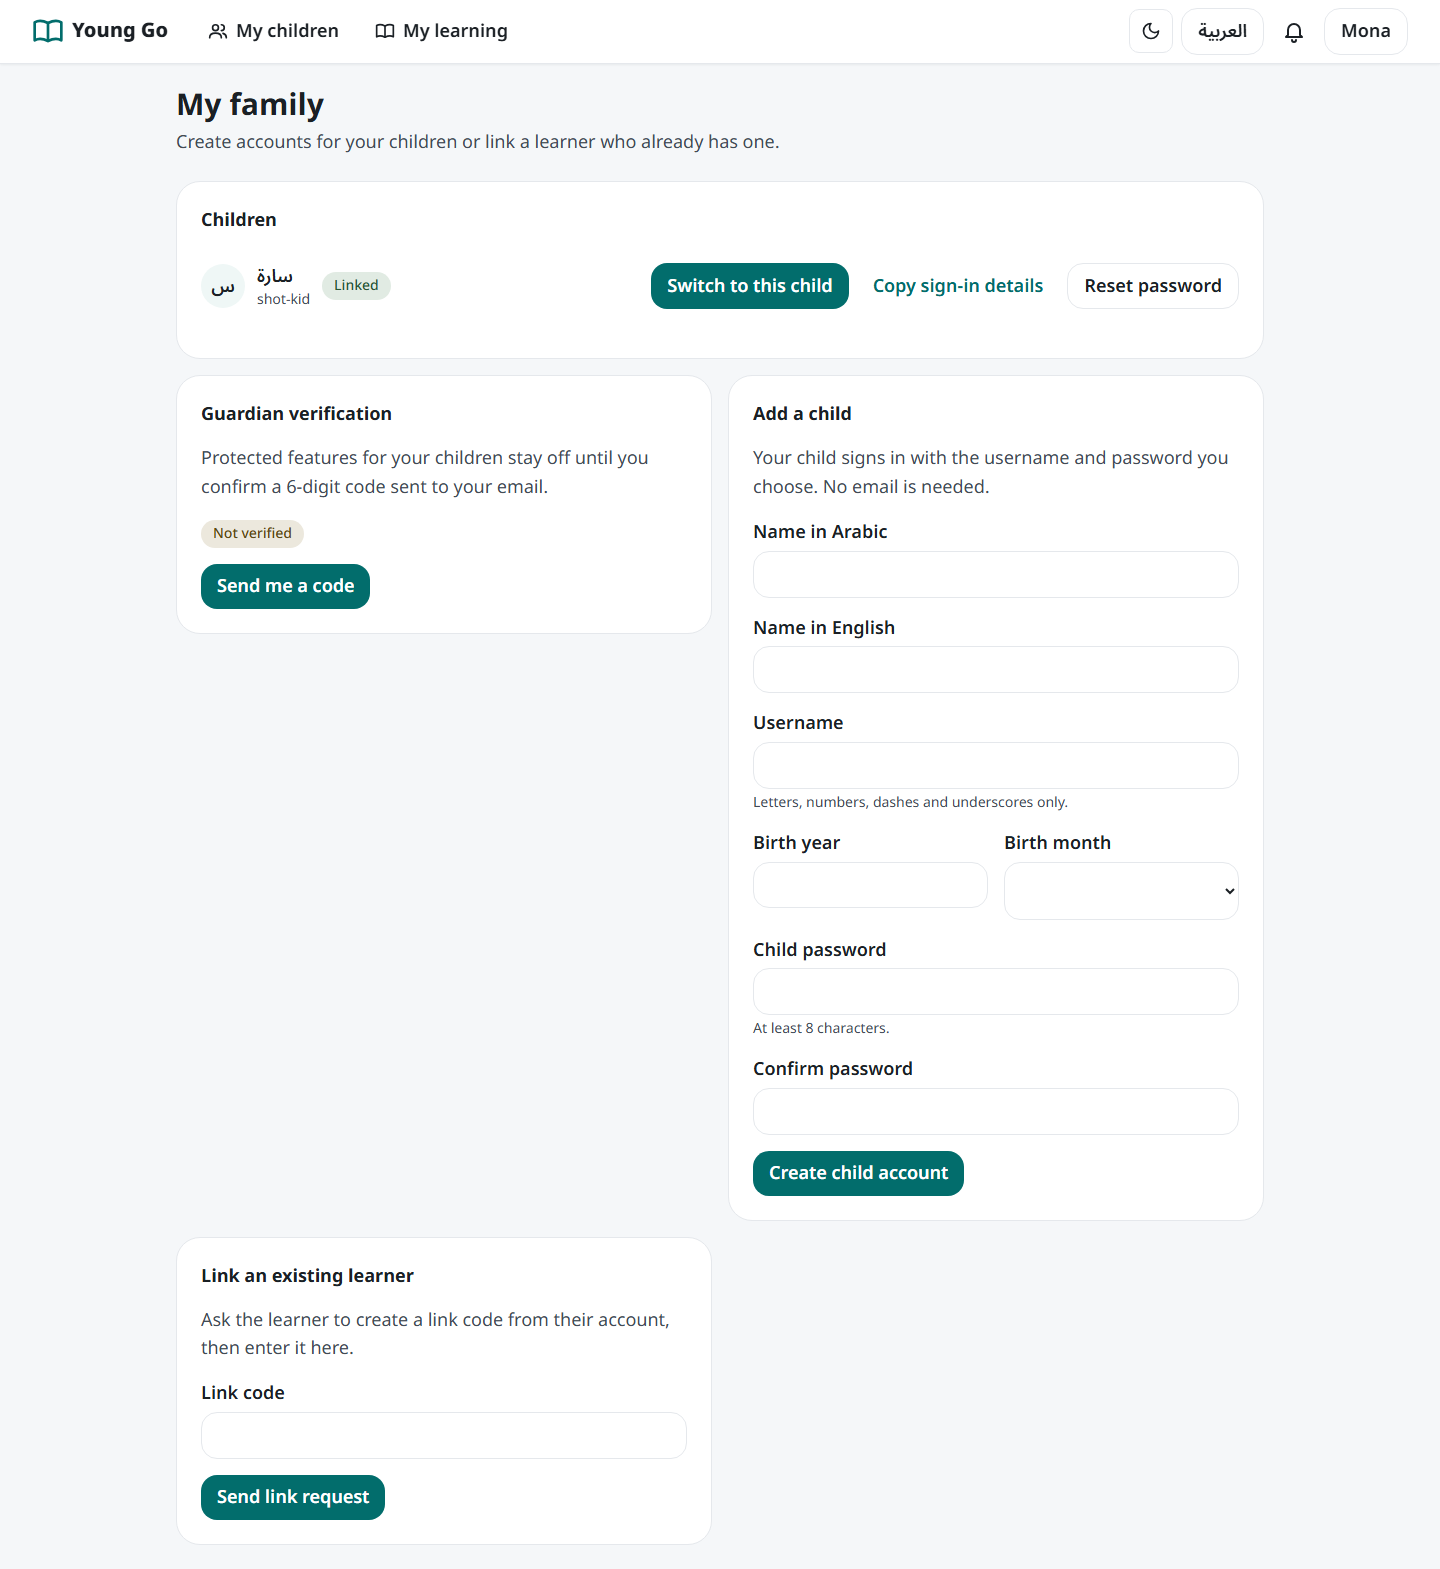 Young Go
My children
My learning
العربية
Mona
My family
Create accounts for your children or link a learner who already has one.
Children
س
سارة
shot-kid
Linked
Switch to this child
Copy sign-in details
Reset password
Guardian verification
Protected features for your children stay off until you
confirm a 6-digit code sent to your email.
Not verified
Send me a code
Add a child
Your child signs in with the username and password you
choose. No email is needed.
Name in Arabic
Name in English
Username
Letters, numbers, dashes and underscores only.
Birth year
Birth month
Child password
At least 8 characters.
Confirm password
Create child account
Link an existing learner
Ask the learner to create a link code from their account,
then enter it here.
Link code
Send link request